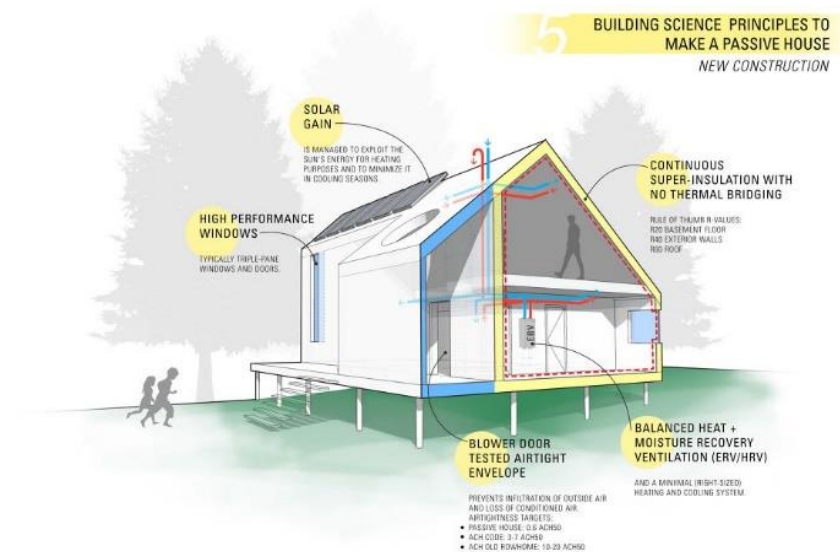 5
BUILDING SCIENCE PRINCIPLES TO
MAKE A PASSIVE HOUSE
NEW CONSTRUCTION
SOLAR
GAIN
IS MANAGED TO EXPLOIT THE
SUN'S ENERGY FOR HEATING
PURPOSES AND TO MINIMIZE IT
IN COOLING SEASONS
HIGH PERFORMANCE
WINDOWS
TYPICALLY TRIPLE-PANE
WINDOWS AND DOORS.
CONTINUOUS
SUPER-INSULATION WITH
NO THERMAL BRIDGING
RULE OF THUMB R-VALUES:
R20 BASEMENT FLOOR
R40 EXTERIOR WALLS
R60 ROOF
ERV
BLOWER DOOR
TESTED AIRTIGHT
ENVELOPE
PREVENTS INFILTRATION OF OUTSIDE AIR
AND LOSS OF CONDITIONED AIR
AIRTIGHTNESS TARGETS:
• PASSIVE HOUSE: 0.6 ACH50
• ACH CODE: 3-7 ACH50
• ACH OLD ROWHOME: 10-20 ACH50
BALANCED HEAT +
MOISTURE RECOVERY
VENTILATION (ERV/HRV)
AND A MINIMAL (RIGHT-SIZED)
HEATING AND COOLING SYSTEM.